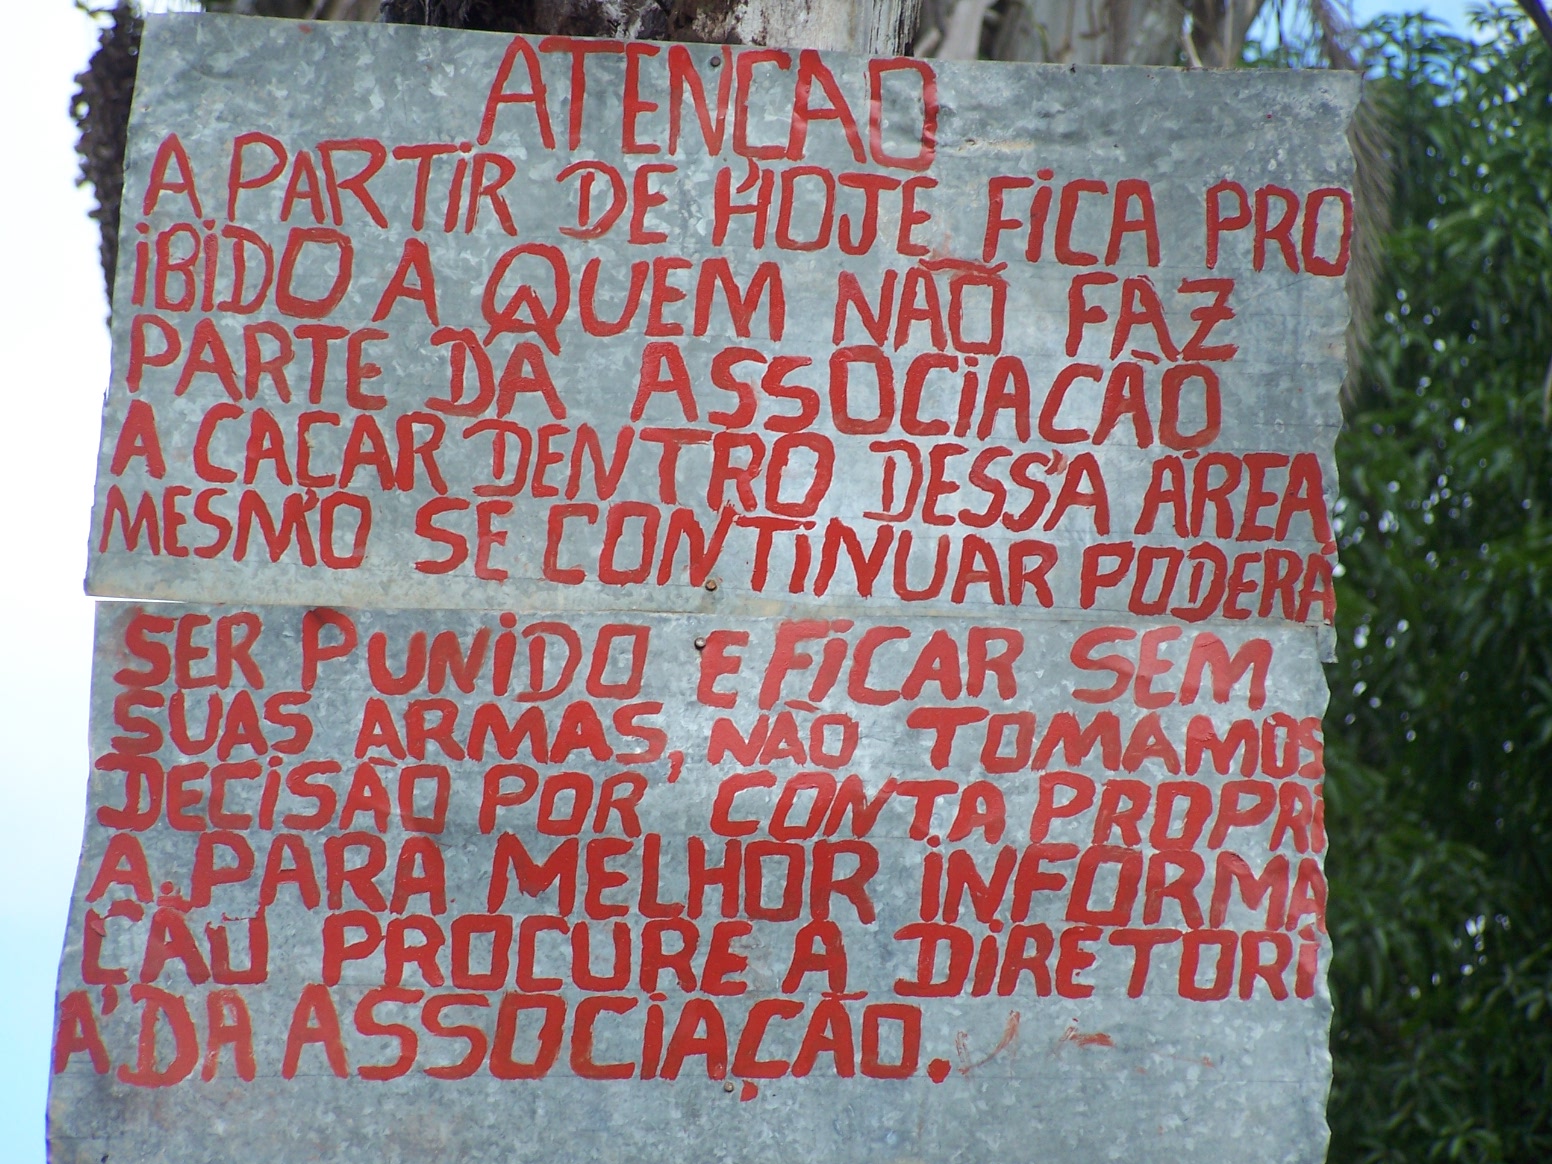 ATENÇAO
A PARTiR DE HOJE FiCA PRO
iBiDO A QUEM NÃO FAZ
PARTE DA ASSOCiACÃO
A CAÇAR DENTRO DESSA ÁREA,
MESMO SE CONTiNUAR PODERÁ
SER PUNiDO E FiCAR SEM
SUAS ARMAS, NÃO TOMAMOS
DECiSÃO POR CONTA PROPRi
A, PARA MELHOR iNFORMA
ÇÃO PROCURE A DiRETORi
A DA ASSOCiAÇÃO.